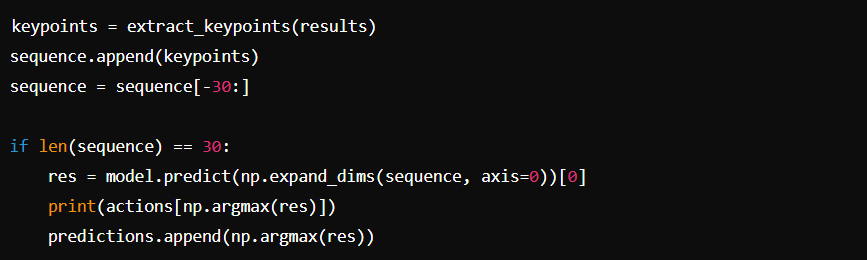 keypoints = extract_keypoints(results)
sequence.append(keypoints)
sequence = sequence[-30:]

if len(sequence) == 30:
    res = model.predict(np.expand_dims(sequence, axis=0))[0]
    print(actions[np.argmax(res)])
    predictions.append(np.argmax(res))